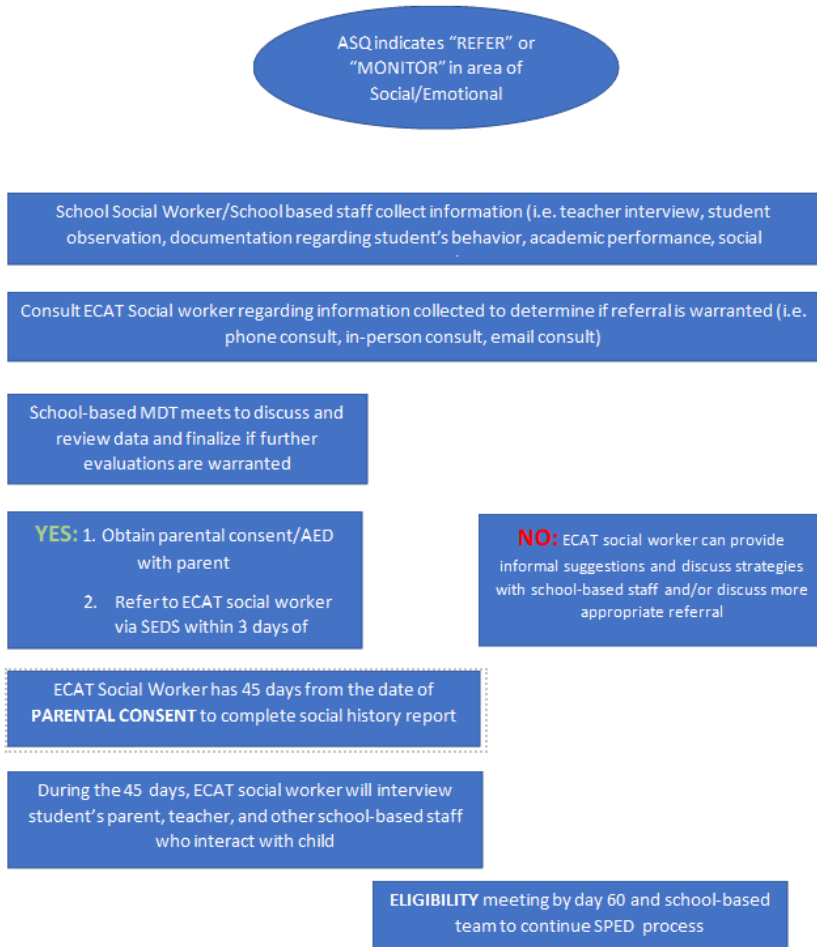 ASQ indicates “REFER” or
“MONITOR” in area of
Social/Emotional
School Social Worker/School based staff collect information (i.e. teacher interview, student
observation, documentation regarding student’s behavior, academic performance, social
Consult ECAT Social worker regarding information collected to determine if referral is warranted (i.e.
phone consult, in-person consult, email consult)
School-based MDT meets to discuss and
review data and finalize if further
evaluations are warranted
YES: 1. Obtain parental consent/AED
with parent
2. Refer to ECAT social worker
via SEDS within 3 days of
NO: ECAT social worker can provide
informal suggestions and discuss strategies
with school-based staff and/or discuss more
appropriate referral
ECAT Social Worker has 45 days from the date of
PARENTAL CONSENT to complete social history report
During the 45 days, ECAT social worker will interview
student’s parent, teacher, and other school-based staff
who interact with child
ELIGIBILITY meeting by day 60 and school-based
team to continue SPED process